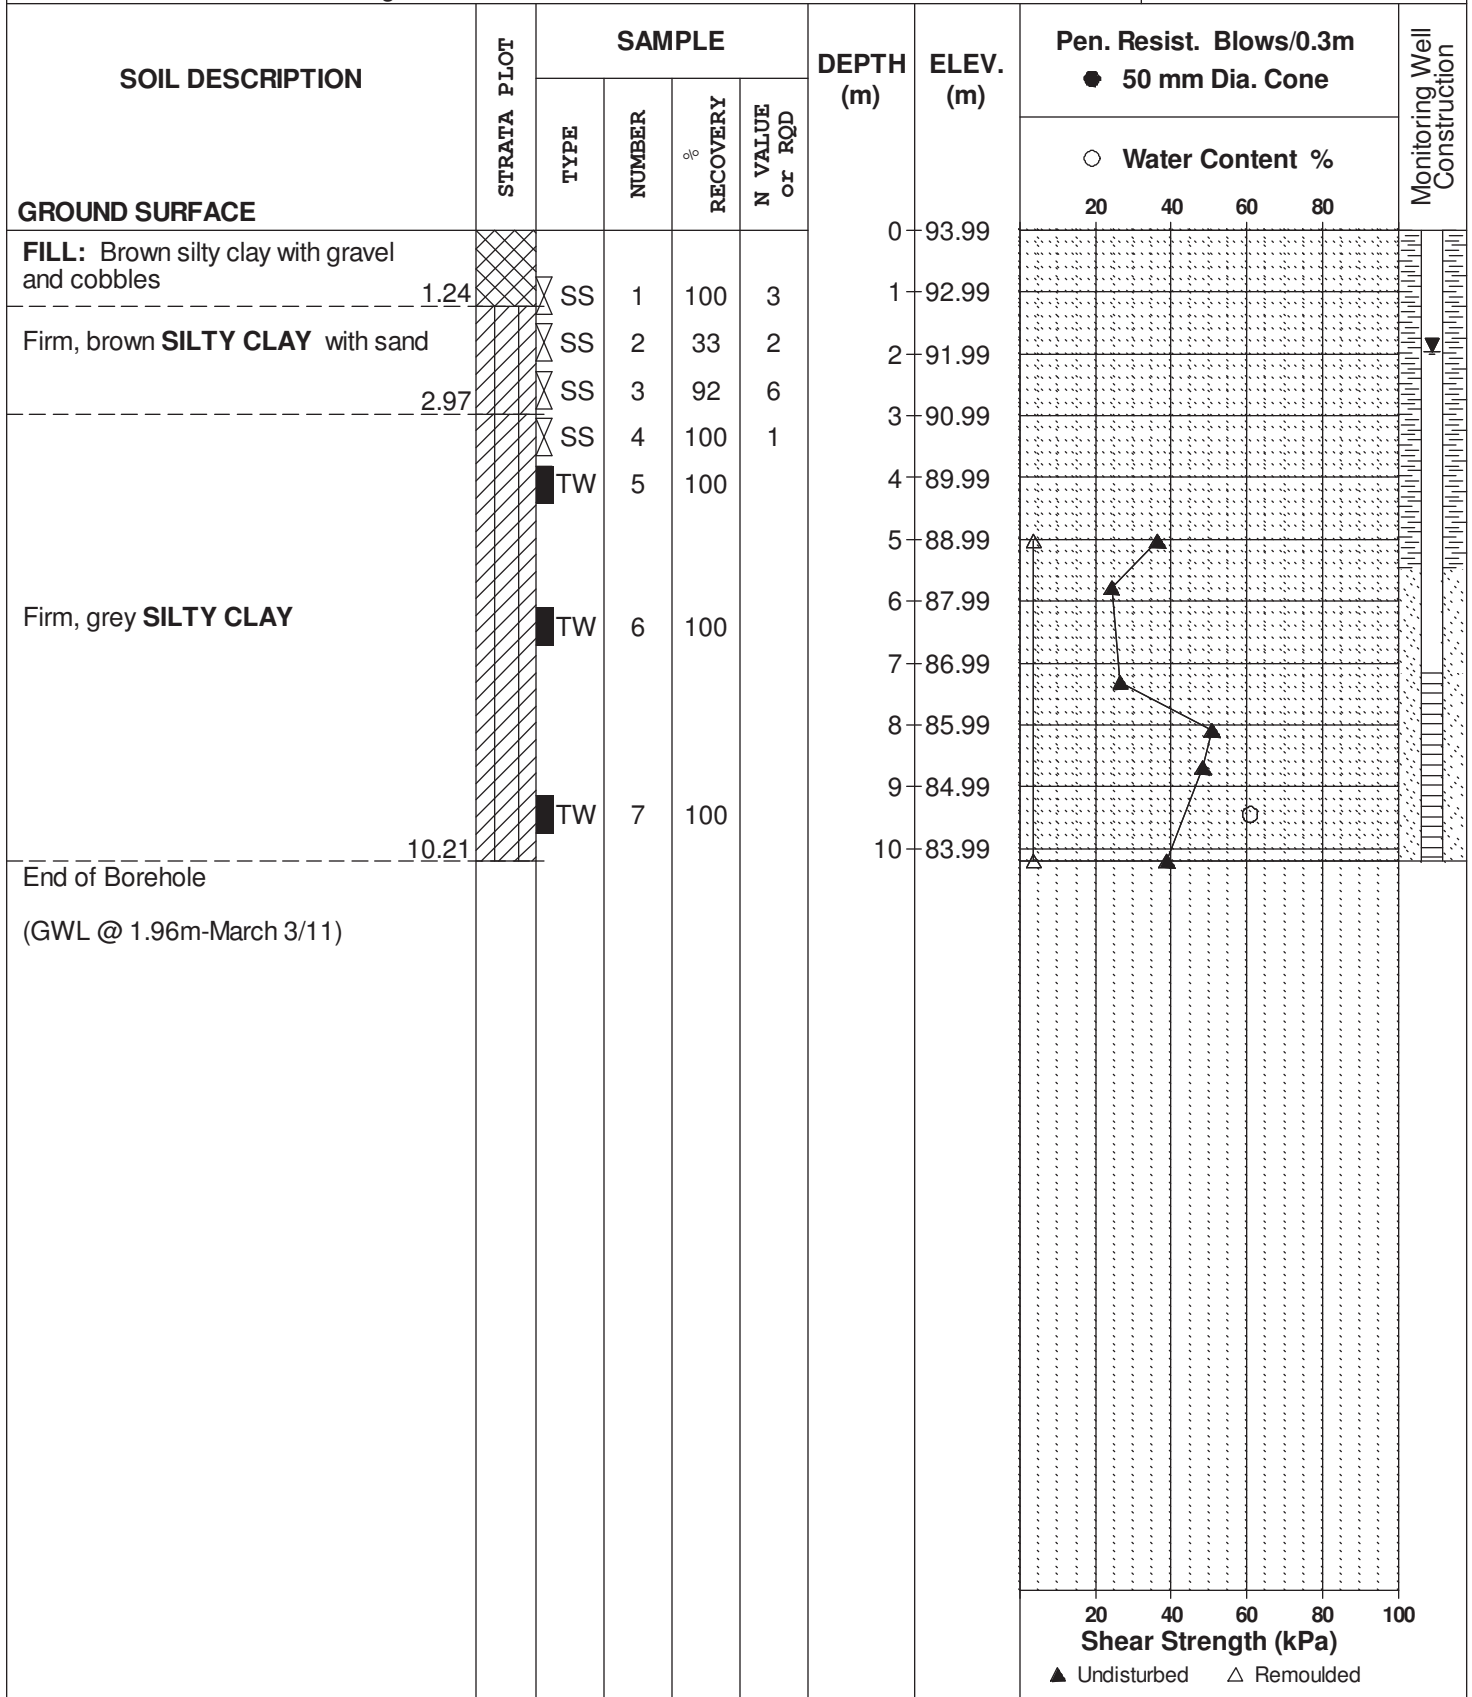 SOIL DESCRIPTION
GROUND SURFACE
STRATA PLOT
SAMPLE
TYPE
NUMBER
% RECOVERY
N VALUE or RQD
DEPTH (m)
ELEV. (m)
Pen. Resist. Blows/0.3m
● 50 mm Dia. Cone
○ Water Content %
20 40 60 80
Monitoring Well Construction
0 93.99
FILL: Brown silty clay with gravel
and cobbles
1.24
SS 1 100 3
1 92.99
Firm, brown SILTY CLAY with sand
SS 2 33 2
2 91.99
2.97
SS 3 92 6
3 90.99
SS 4 100 1
TW 5 100
4 89.99
5 88.99
6 87.99
Firm, grey SILTY CLAY
TW 6 100
7 86.99
8 85.99
9 84.99
TW 7 100
10.21
10 83.99
End of Borehole
(GWL @ 1.96m-March 3/11)
20 40 60 80 100
Shear Strength (kPa)
▲ Undisturbed △ Remoulded